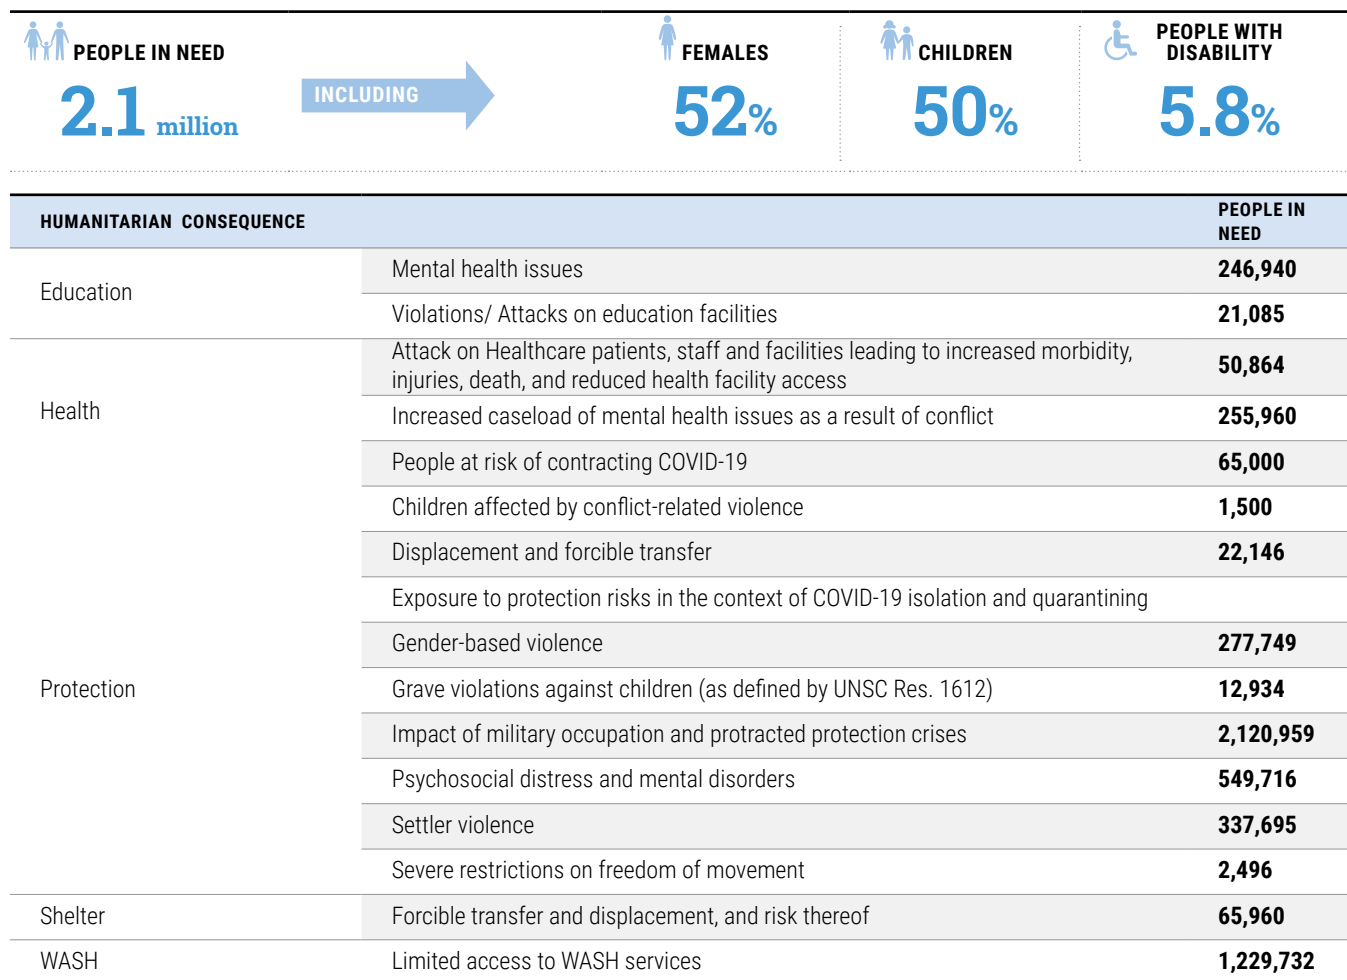 PEOPLE IN NEED
2.1 million
INCLUDING
FEMALES
52%
CHILDREN
50%
PEOPLE WITH
DISABILITY
5.8%
HUMANITARIAN CONSEQUENCE
PEOPLE IN
NEED
Education
Mental health issues 246,940
Violations/ Attacks on education facilities 21,085
Health
Attack on Healthcare patients, staff and facilities leading to increased morbidity,
injuries, death, and reduced health facility access 50,864
Increased caseload of mental health issues as a result of conflict 255,960
People at risk of contracting COVID-19 65,000
Protection
Children affected by conflict-related violence 1,500
Displacement and forcible transfer 22,146
Exposure to protection risks in the context of COVID-19 isolation and quarantining
Gender-based violence 277,749
Grave violations against children (as defined by UNSC Res. 1612) 12,934
Impact of military occupation and protracted protection crises 2,120,959
Psychosocial distress and mental disorders 549,716
Settler violence 337,695
Severe restrictions on freedom of movement 2,496
Shelter Forcible transfer and displacement, and risk thereof 65,960
WASH Limited access to WASH services 1,229,732